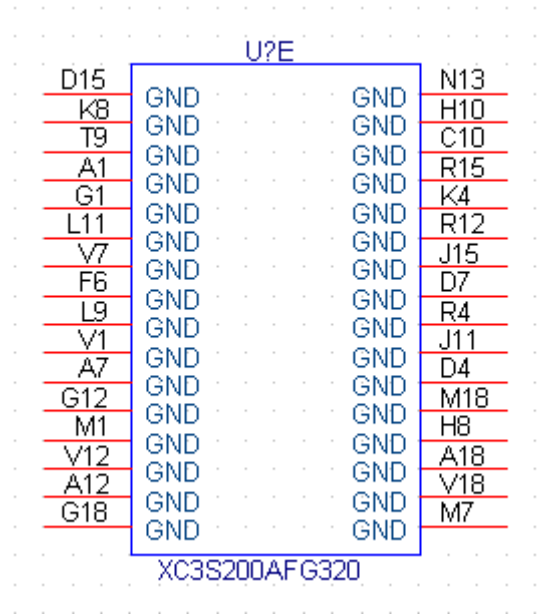 U?E
D15 GND GND N13
K8 GND GND H10
T9 GND GND C10
A1 GND GND R15
G1 GND GND K4
L11 GND GND R12
V7 GND GND J15
F6 GND GND D7
L9 GND GND R4
V1 GND GND J11
A7 GND GND D4
G12 GND GND M18
M1 GND GND H8
V12 GND GND A18
A12 GND GND V18
G18 GND GND M7
XC3S200AFG320